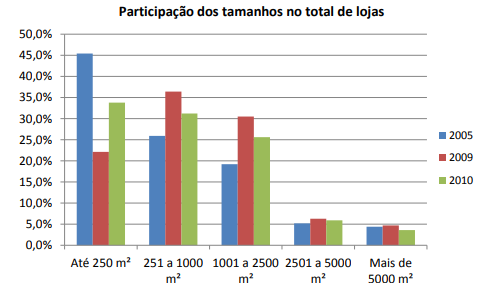 Participação dos tamanhos no total de lojas
50,0%
45,0%
40,0%
35,0%
30,0%
25,0%
20,0%
15,0%
10,0%
5,0%
0,0%
2005
2009
2010
Até 250 m²
251 a 1000
m²
1001 a 2500
m²
2501 a 5000
m²
Mais de
5000 m²